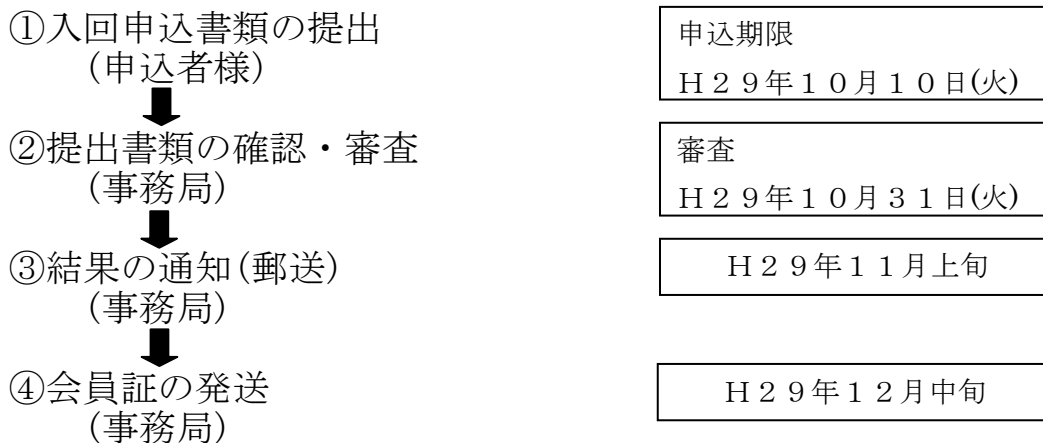 ①入回申込書類の提出
(申込者様)
申込期限
H29年10月10日(火)
②提出書類の確認・審査
(事務局)
審査
H29年10月31日(火)
③結果の通知(郵送)
(事務局)
H29年11月上旬
④会員証の発送
(事務局)
H29年12月中旬